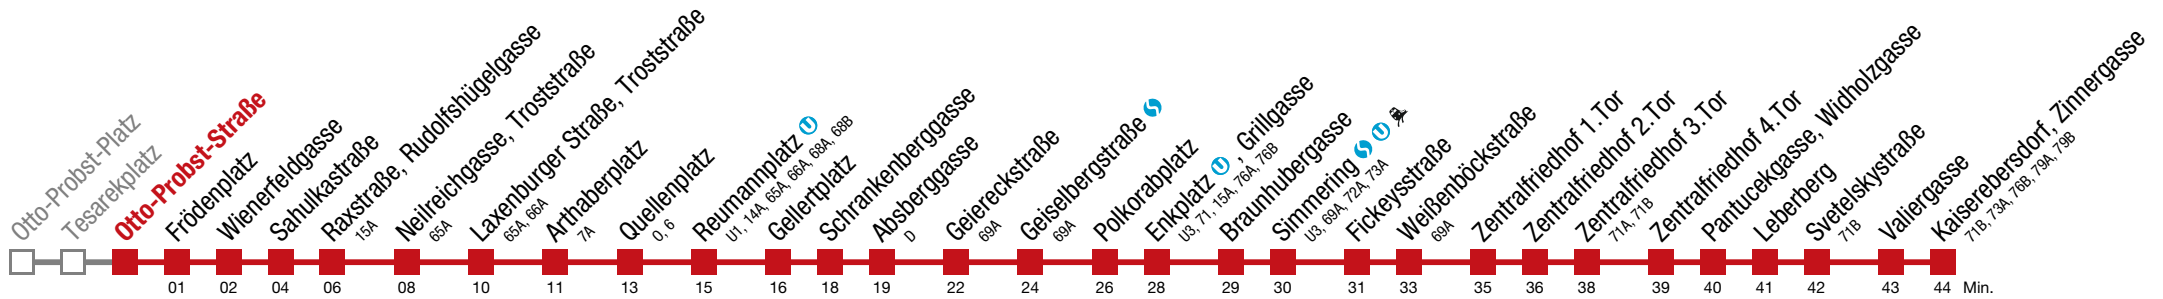 Otto-Probst-Platz
Tesarekplatz
Otto-Probst-Straße
Frödenplatz
Wienerfeldgasse
Sahulkastraße
Raxstraße, Rudolfshügelgasse
15A
Neilreichgasse, Troststraße
65A
Laxenburger Straße, Troststraße
65A, 66A
Arthaberplatz
7A
Quellenplatz
O, 6
Reumannplatz U
U1, 14A, 65A, 66A, 68A, 68B
Gellertplatz
Schrankenberggasse
Absberggasse
D
Geiereckstraße
69A
Geiselbergstraße S
69A
Polkorabplatz
Enkplatz U , Grillgasse
U3, 71, 15A, 76A, 76B
Braunhubergasse
Simmering S U
U3, 69A, 72A, 73A
Fickeysstraße
Weißenböckstraße
69A
Zentralfriedhof 1.Tor
Zentralfriedhof 2.Tor
Zentralfriedhof 3.Tor
71A, 71B
Zentralfriedhof 4.Tor
Pantucekgasse, Widholzgasse
Leberberg
Svetelskystraße
71B
Valiergasse
Kaiserebersdorf, Zinnergasse
71B, 73A, 76B, 79A, 79B
01 02 04 06 08 10 11 13 15 16 18 19 22 24 26 28 29 30 31 33 35 36 38 39 40 41 42 43 44 Min.